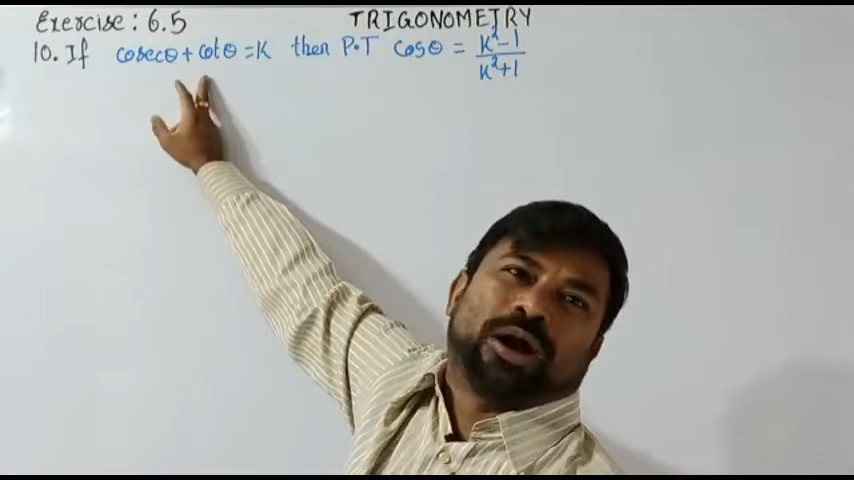 Exercise: 6.5 TRIGONOMETRY
10. If cosecθ + cotθ = K then P.T cosθ = K²-1 / K²+1